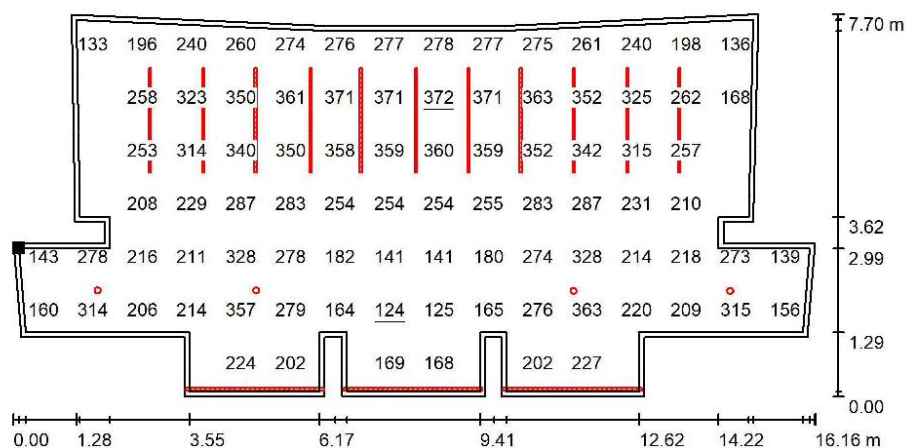 7.70 m
133 196 240 260 274 276 277 278 277 275 261 240 198 136
258 323 350 361 371 371 372 371 363 352 325 262 168
253 314 340 350 358 359 360 359 352 342 315 257
208 229 287 283 254 254 254 255 283 287 231 210
3.62
2.99
143 278 216 211 328 278 182 141 141 180 274 328 214 218 273 139
160 314 206 214 357 279 164 124 125 165 276 363 220 209 315 156
1.29
224 202 169 168 202 227
0.00
0.00 1.28 3.55 6.17 9.41 12.62 14.22 16.16 m